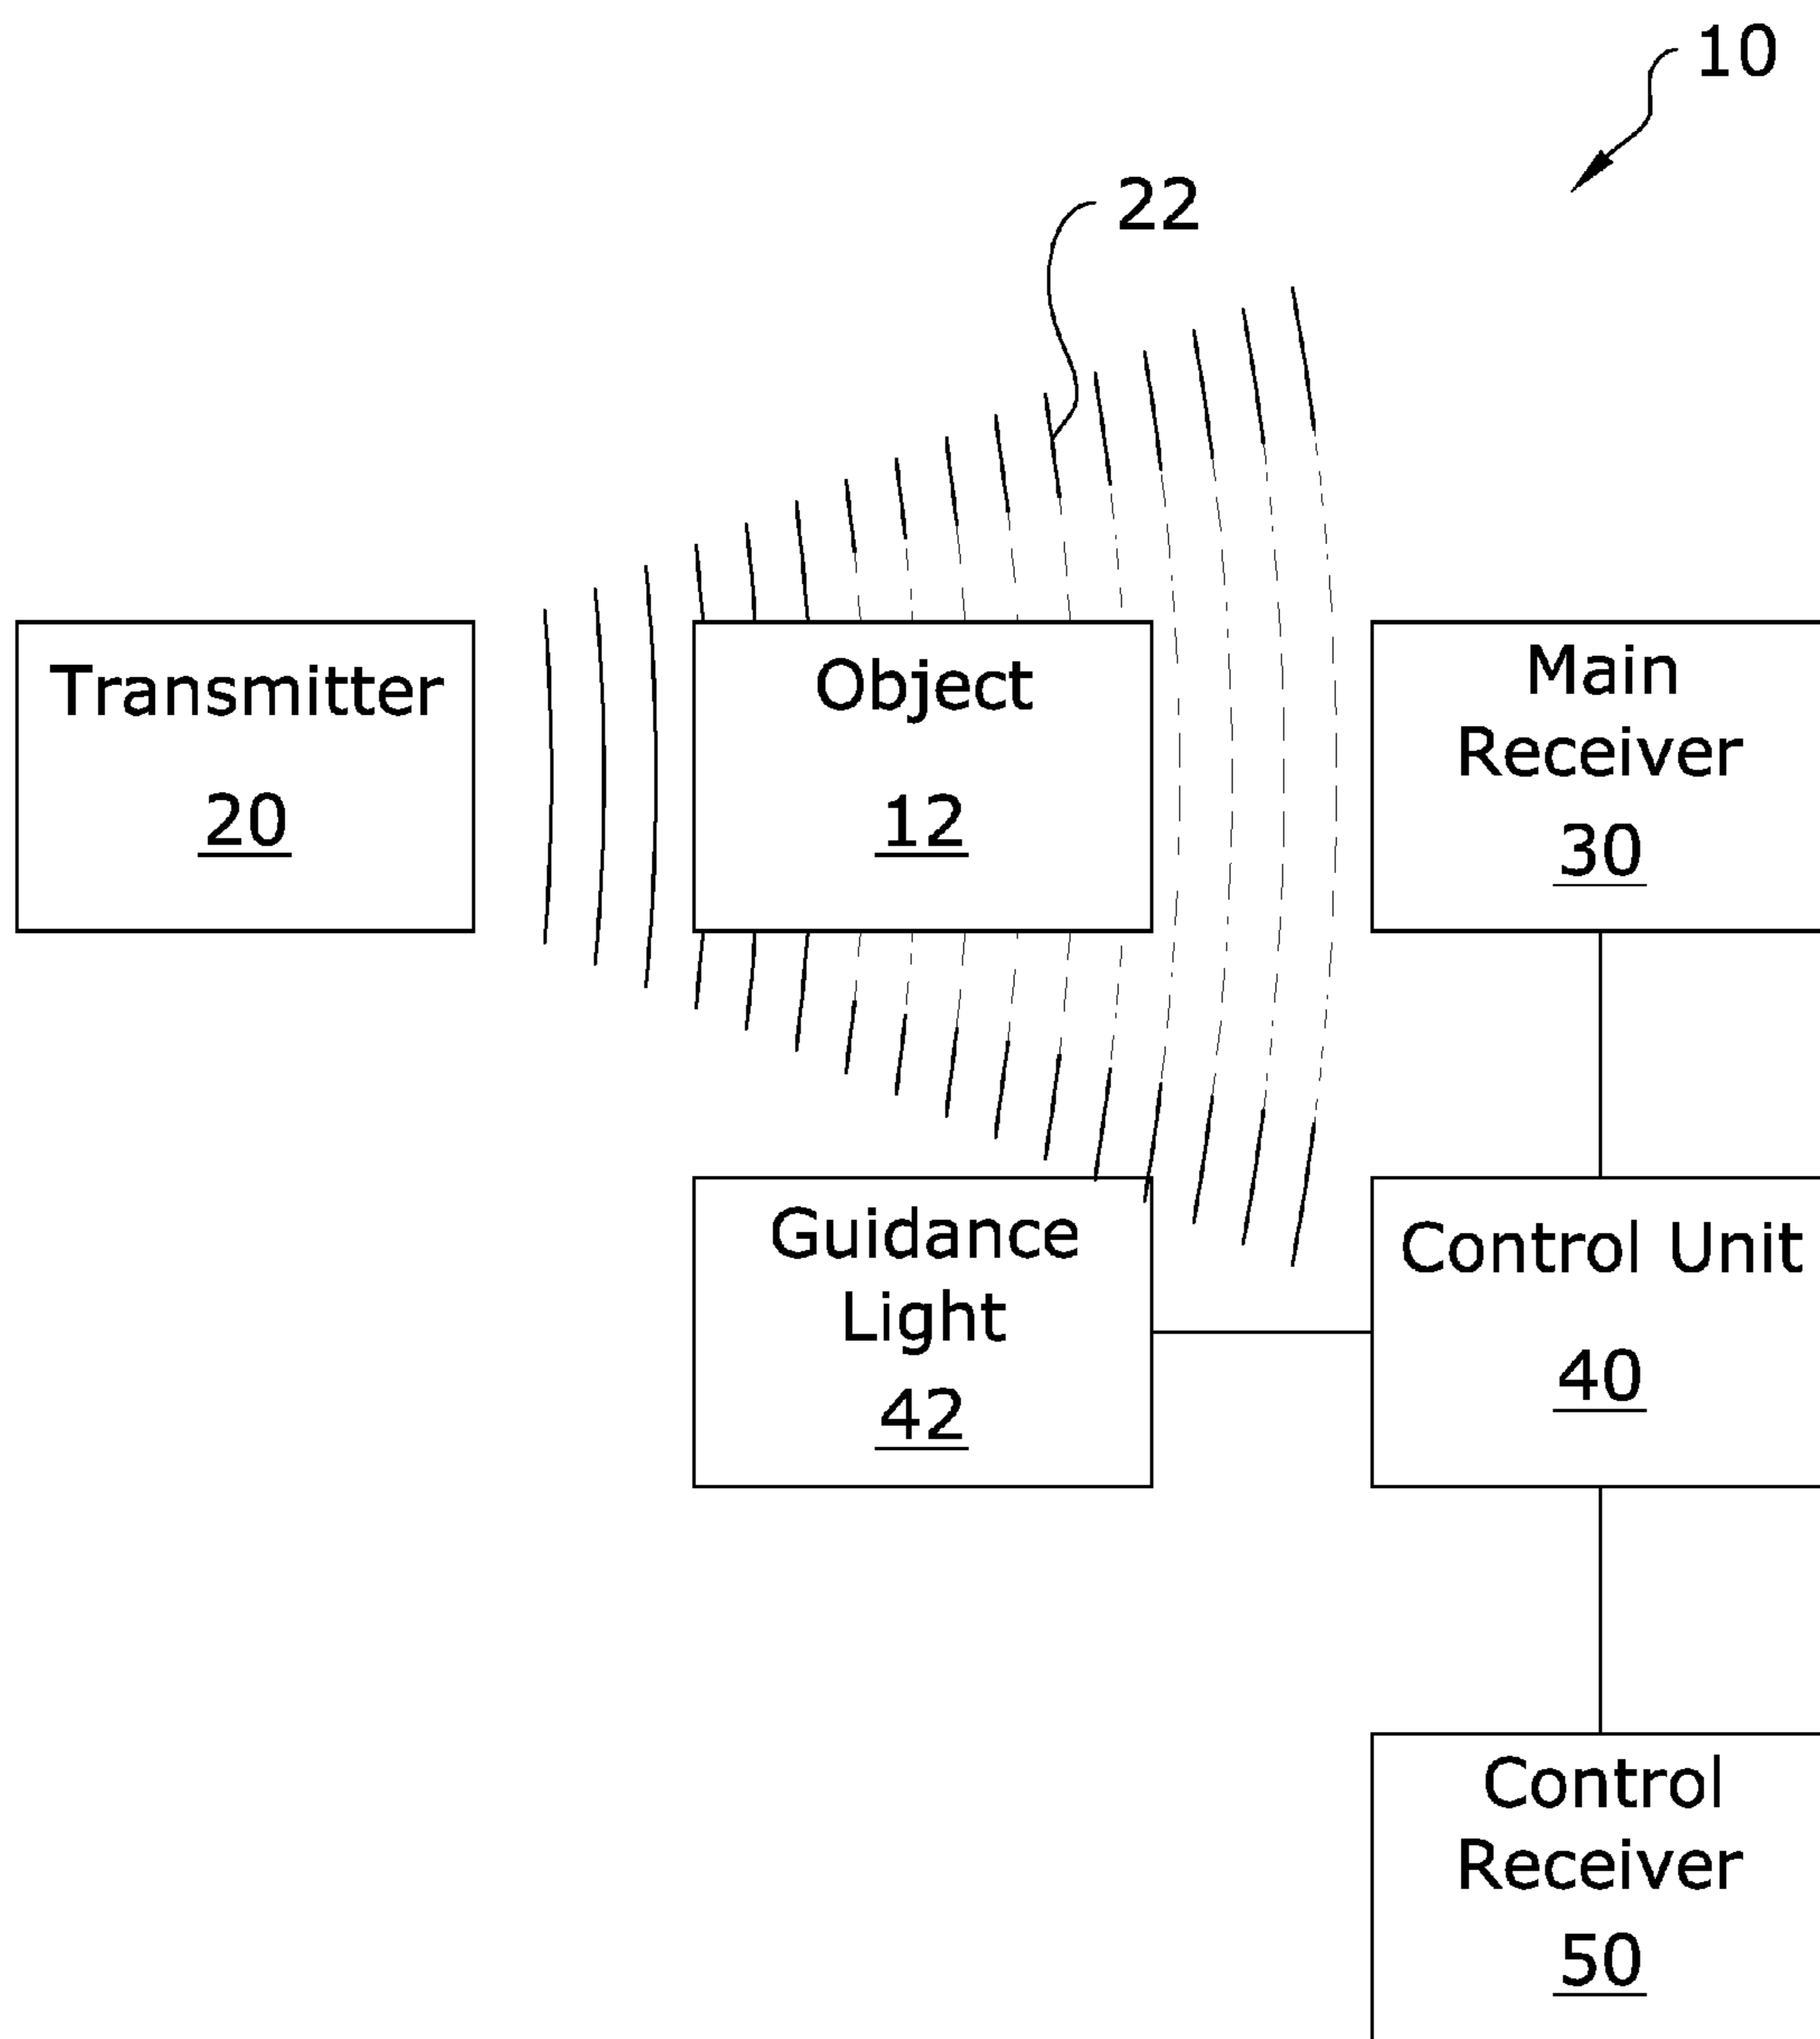 10
22
Transmitter
20
Object
12
Main
Receiver
30
Guidance
Light
42
Control Unit
40
Control
Receiver
50